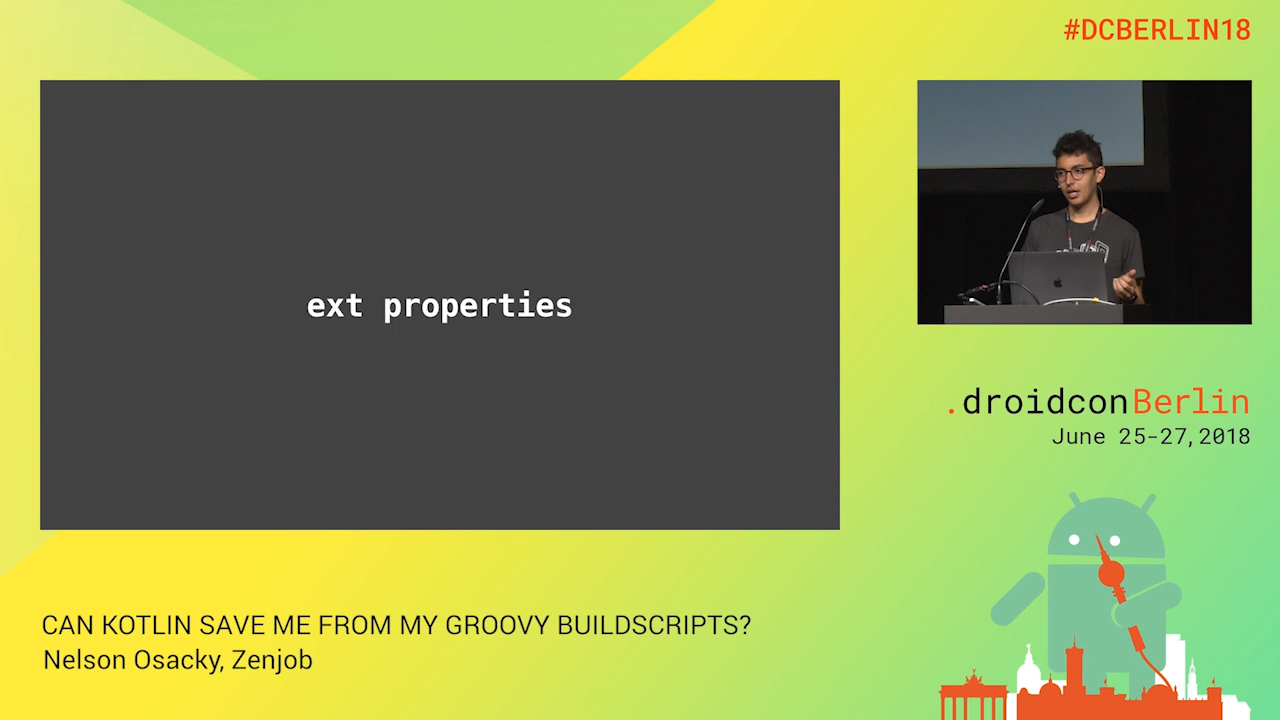 #DCBERLIN18
ext properties
.droidconBerlin
June 25-27, 2018
CAN KOTLIN SAVE ME FROM MY GROOVY BUILDSCRIPTS?
Nelson Osacky, Zenjob